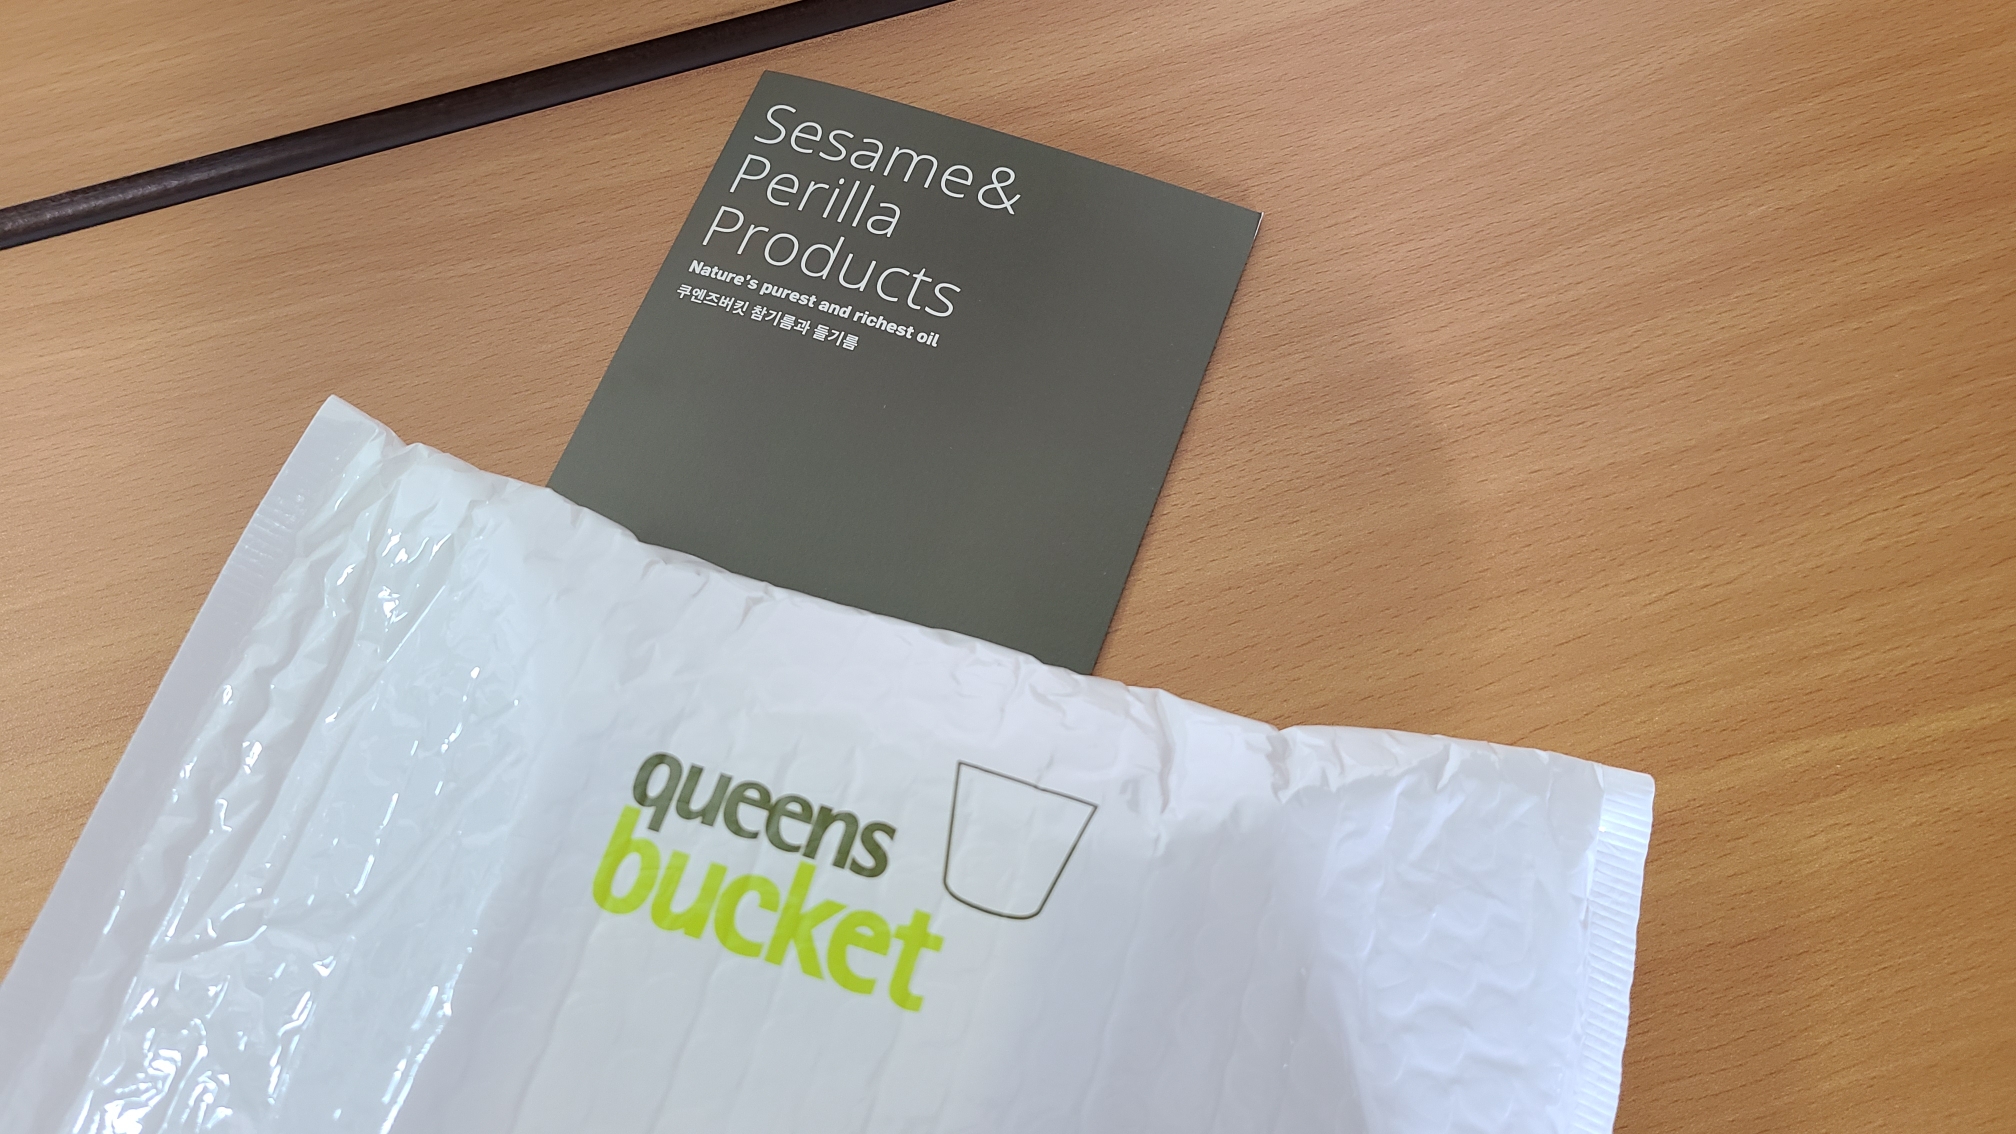 Sesame &
Perilla
Products
Nature's purest and richest oil
쿠엔즈버킷 참기름과 들기름
queens
bucket